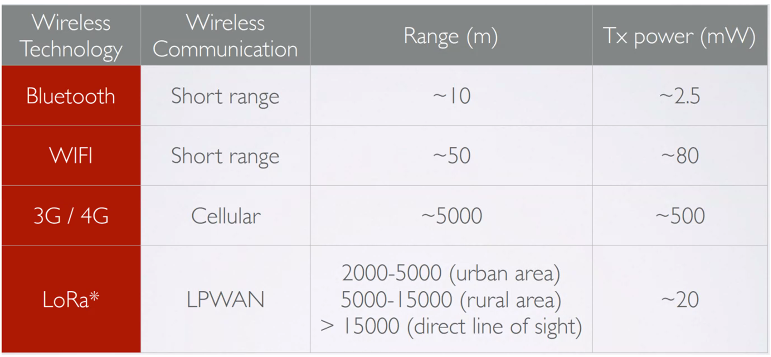 Wireless Technology
Wireless Communication
Range (m)
Tx power (mW)
Bluetooth
Short range
~10
~2.5
WIFI
Short range
~50
~80
3G / 4G
Cellular
~5000
~500
LoRa*
LPWAN
2000-5000 (urban area)
5000-15000 (rural area)
> 15000 (direct line of sight)
~20